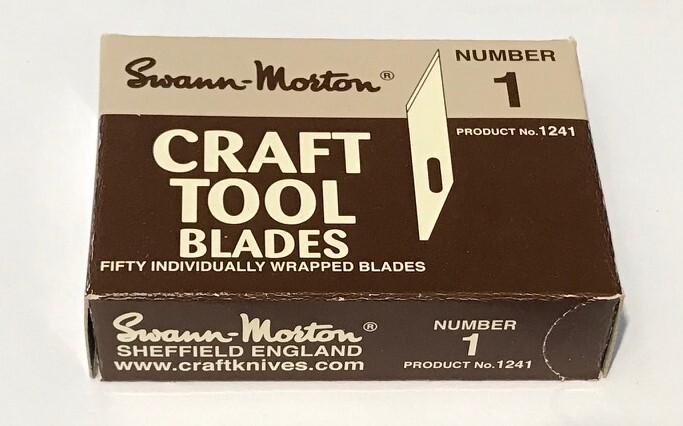 Swann-Morton®
NUMBER
1
PRODUCT No.1241
CRAFT
TOOL
BLADES
FIFTY INDIVIDUALLY WRAPPED BLADES
Swann-Morton®
SHEFFIELD ENGLAND
www.craftknives.com
NUMBER
1
PRODUCT No.1241